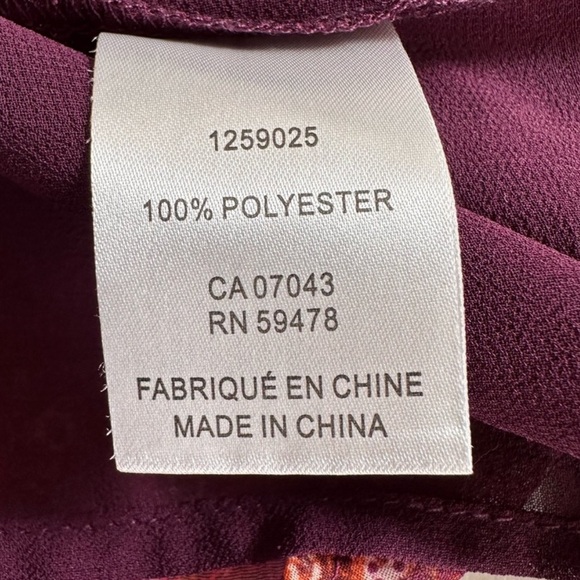 1259025
100% POLYESTER
CA 07043
RN 59478
FABRIQUÉ EN CHINE
MADE IN CHINA